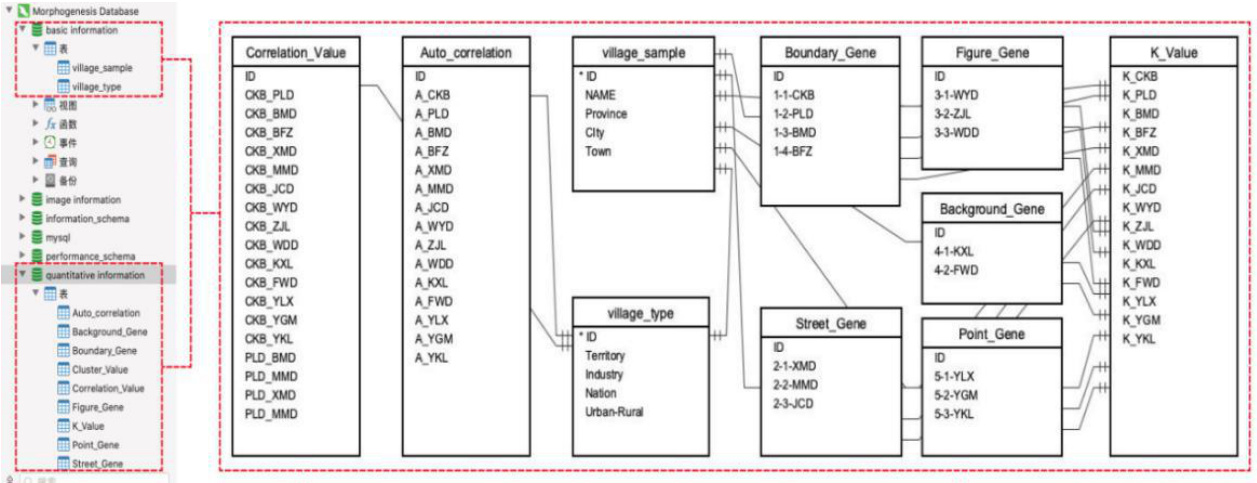 Morphogenesis Database
basic information
表
village_sample
village_type
视图
fx 函数
事件
查询
备份
image information
information_schema
mysql
performance_schema
quantitative information
表
Auto_correlation
Background_Gene
Boundary_Gene
Cluster_Value
Correlation_Value
Figure_Gene
K_Value
Point_Gene
Street_Gene
搜索
Correlation_Value
ID
CKB_PLD
CKB_BMD
CKB_BFZ
CKB_XMD
CKB_MMD
CKB_JCD
CKB_WYD
CKB_ZJL
CKB_WDD
CKB_KXL
CKB_FWD
CKB_YLX
CKB_YGM
CKB_YKL
PLD_BMD
PLD_MMD
PLD_XMD
PLD_MMD
Auto_correlation
ID
A_CKB
A_PLD
A_BMD
A_BFZ
A_XMD
A_MMD
A_JCD
A_WYD
A_ZJL
A_WDD
A_KXL
A_FWD
A_YLX
A_YGM
A_YKL
village_sample
* ID
NAME
Province
City
Town
village_type
* ID
Territory
Industry
Nation
Urban-Rural
Boundary_Gene
ID
1-1-CKB
1-2-PLD
1-3-BMD
1-4-BFZ
Street_Gene
ID
2-1-XMD
2-2-MMD
2-3-JCD
Figure_Gene
ID
3-1-WYD
3-2-ZJL
3-3-WDD
Background_Gene
ID
4-1-KXL
4-2-FWD
Point_Gene
ID
5-1-YLX
5-2-YGM
5-3-YKL
K_Value
K_CKB
K_PLD
K_BMD
K_BFZ
K_XMD
K_MMD
K_JCD
K_WYD
K_ZJL
K_WDD
K_KXL
K_FWD
K_YLX
K_YGM
K_YKL